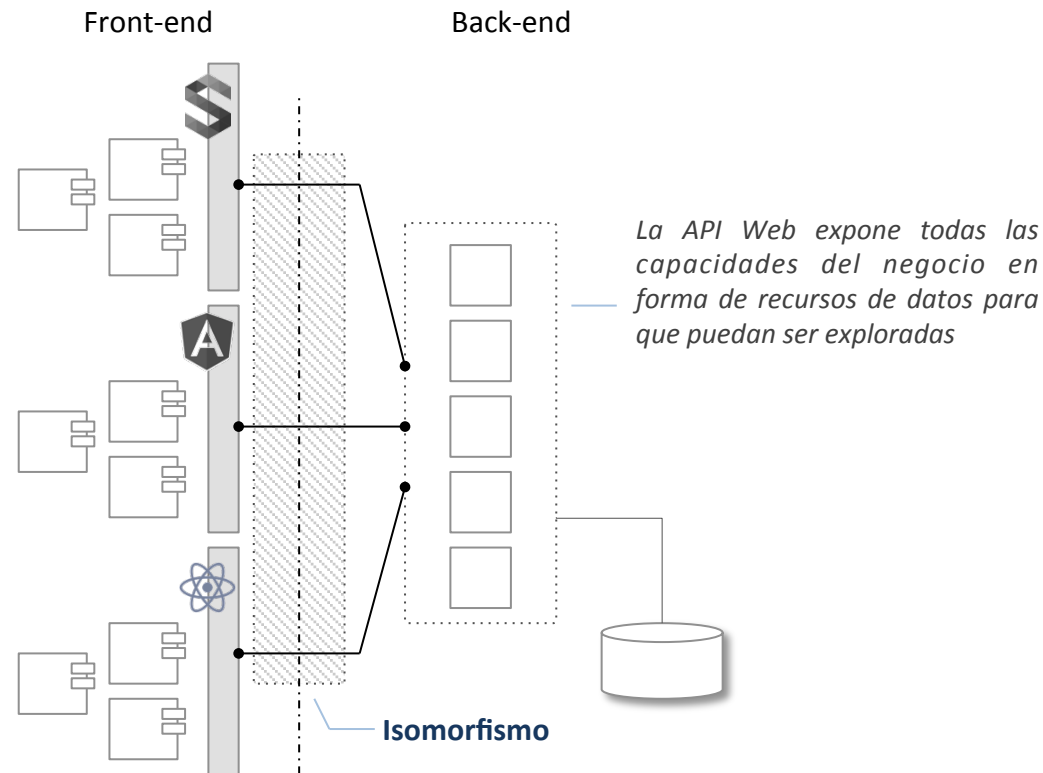 Front-end
Back-end
La API Web expone todas las
capacidades del negocio en
forma de recursos de datos para
que puedan ser exploradas
Isomorfismo